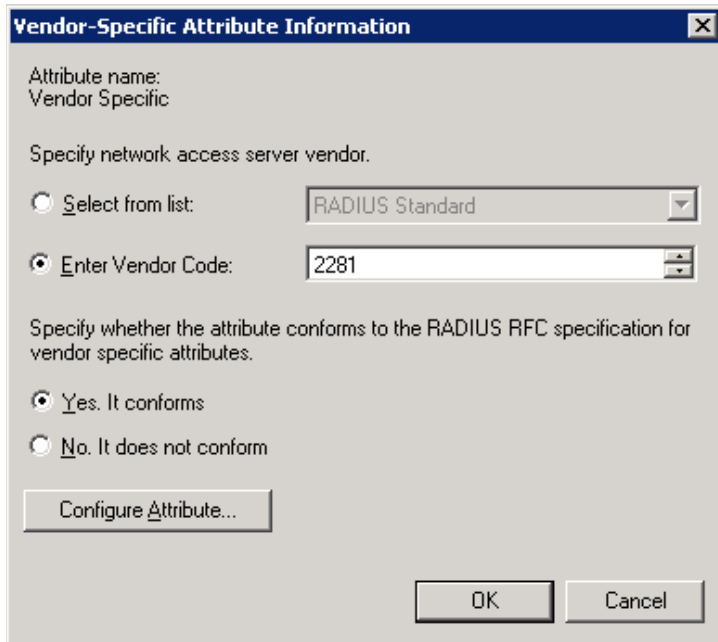 Vendor-Specific Attribute Information
Attribute name:
Vendor Specific
Specify network access server vendor.
Select from list:
RADIUS Standard
Enter Vendor Code:
2281
Specify whether the attribute conforms to the RADIUS RFC specification for
vendor specific attributes.
Yes. It conforms
No. It does not conform
Configure Attribute...
OK
Cancel